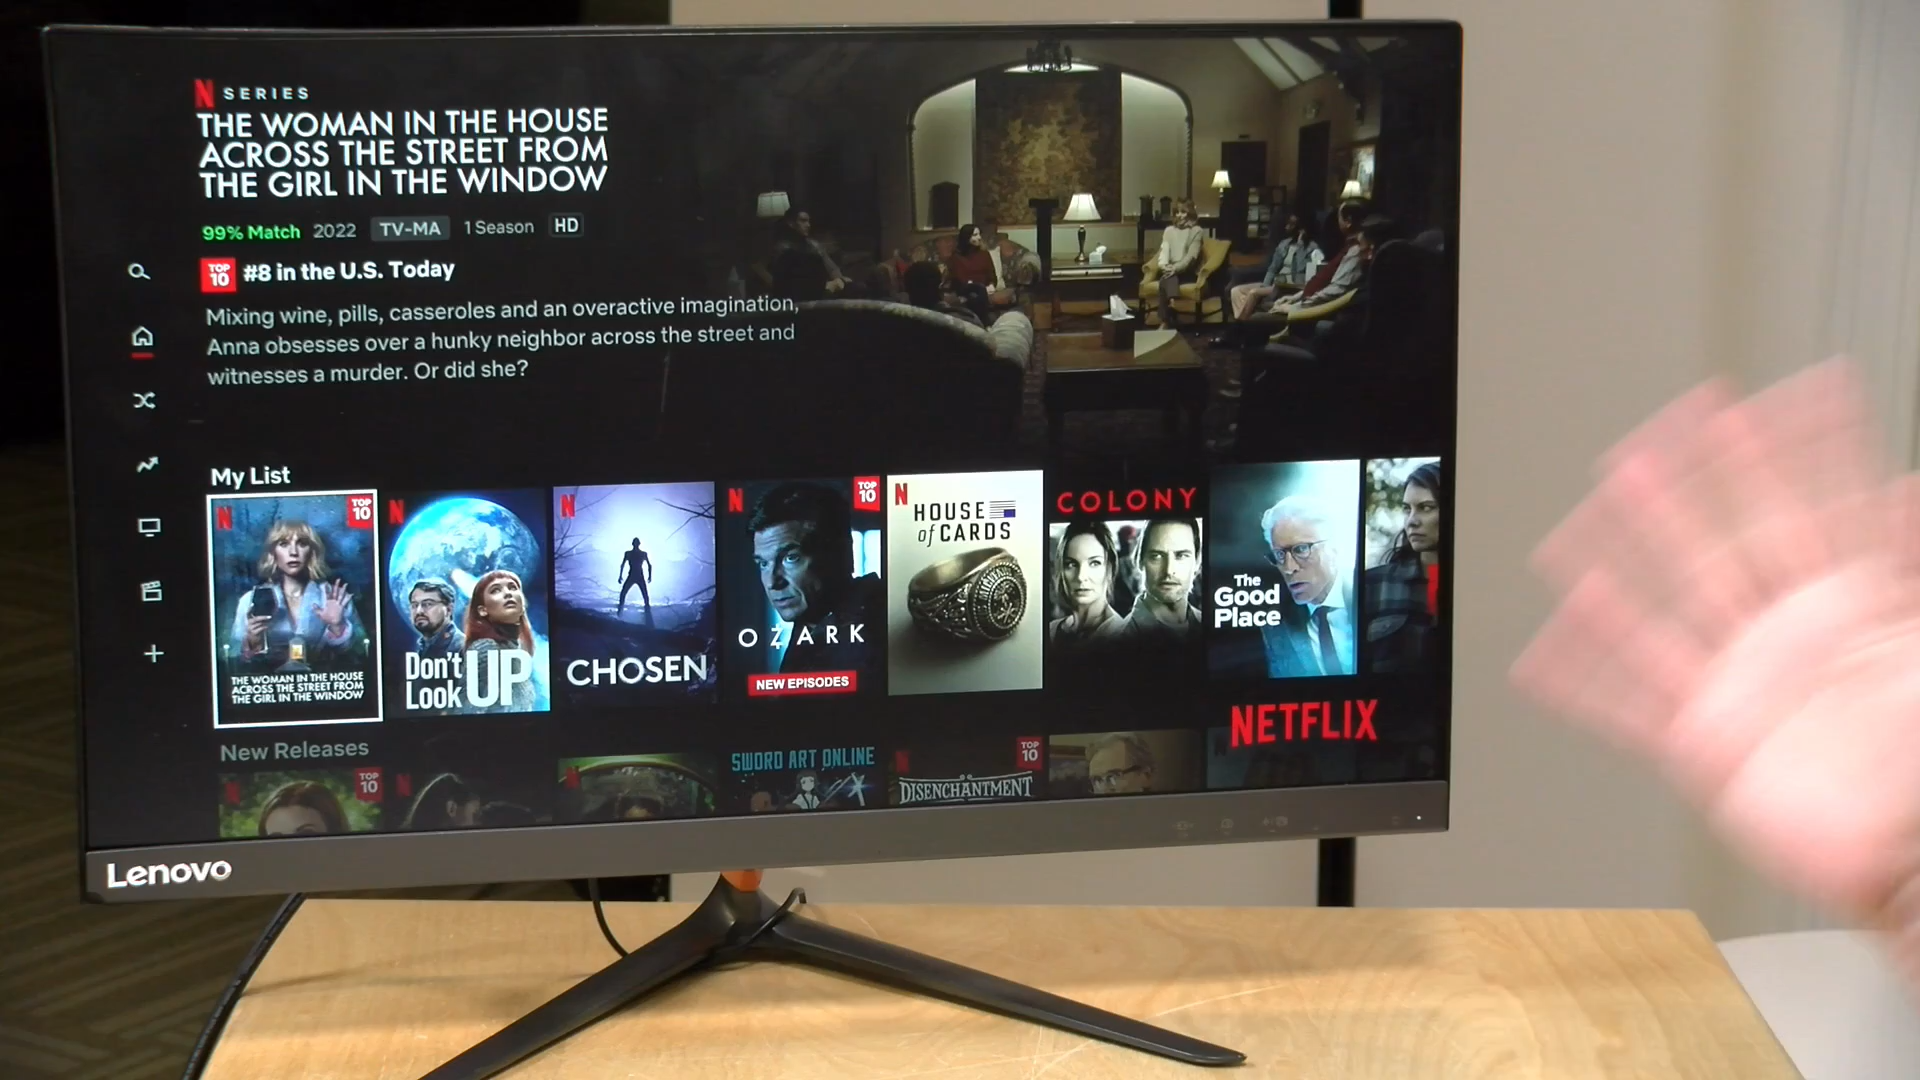 N SERIES
THE WOMAN IN THE HOUSE
ACROSS THE STREET FROM
THE GIRL IN THE WINDOW
99% Match 2022 TV-MA 1 Season HD
TOP 10 #8 in the U.S. Today
Mixing wine, pills, casseroles and an overactive imagination,
Anna obsesses over a hunky neighbor across the street and
witnesses a murder. Or did she?
My List
N TOP 10
THE WOMAN IN THE HOUSE
ACROSS THE STREET FROM
THE GIRL IN THE WINDOW
N
Don't
Look UP
N
CHOSEN
N TOP 10
OZARK
NEW EPISODES
N
HOUSE
of CARDS
COLONY
The
Good
Place
NETFLIX
New Releases
N TOP 10
N
N
SWORD ART ONLINE
N TOP 10
DISENCHANTMENT
N
Lenovo